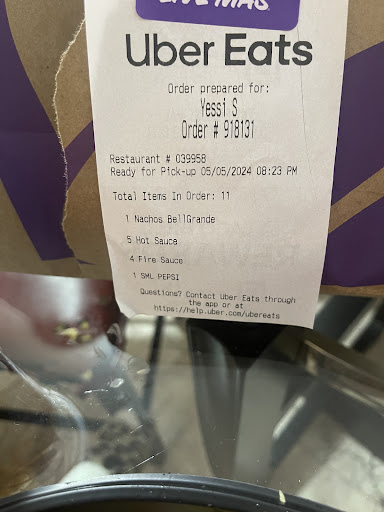 LIVE MÁS
Uber Eats
Order prepared for:
Yessi S
Order # 918131
Restaurant # 039958
Ready for Pick-up 05/05/2024 08:23 PM
Total Items In Order: 11
1 Nachos BellGrande
5 Hot Sauce
4 Fire Sauce
1 SML PEPSI
Questions? Contact Uber Eats through
the app or at
https://help.uber.com/ubereats